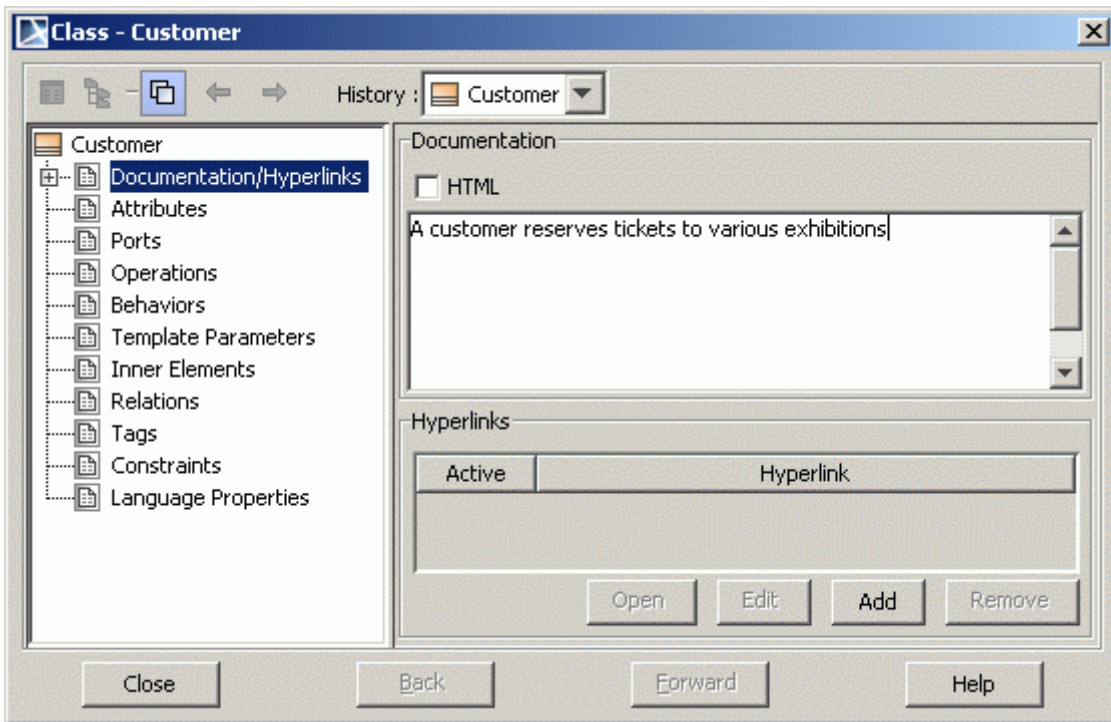 Class - Customer
History : Customer
Customer
Documentation/Hyperlinks
Attributes
Ports
Operations
Behaviors
Template Parameters
Inner Elements
Relations
Tags
Constraints
Language Properties
Documentation
HTML
A customer reserves tickets to various exhibitions
Hyperlinks
Active Hyperlink
Open Edit Add Remove
Close Back Forward Help